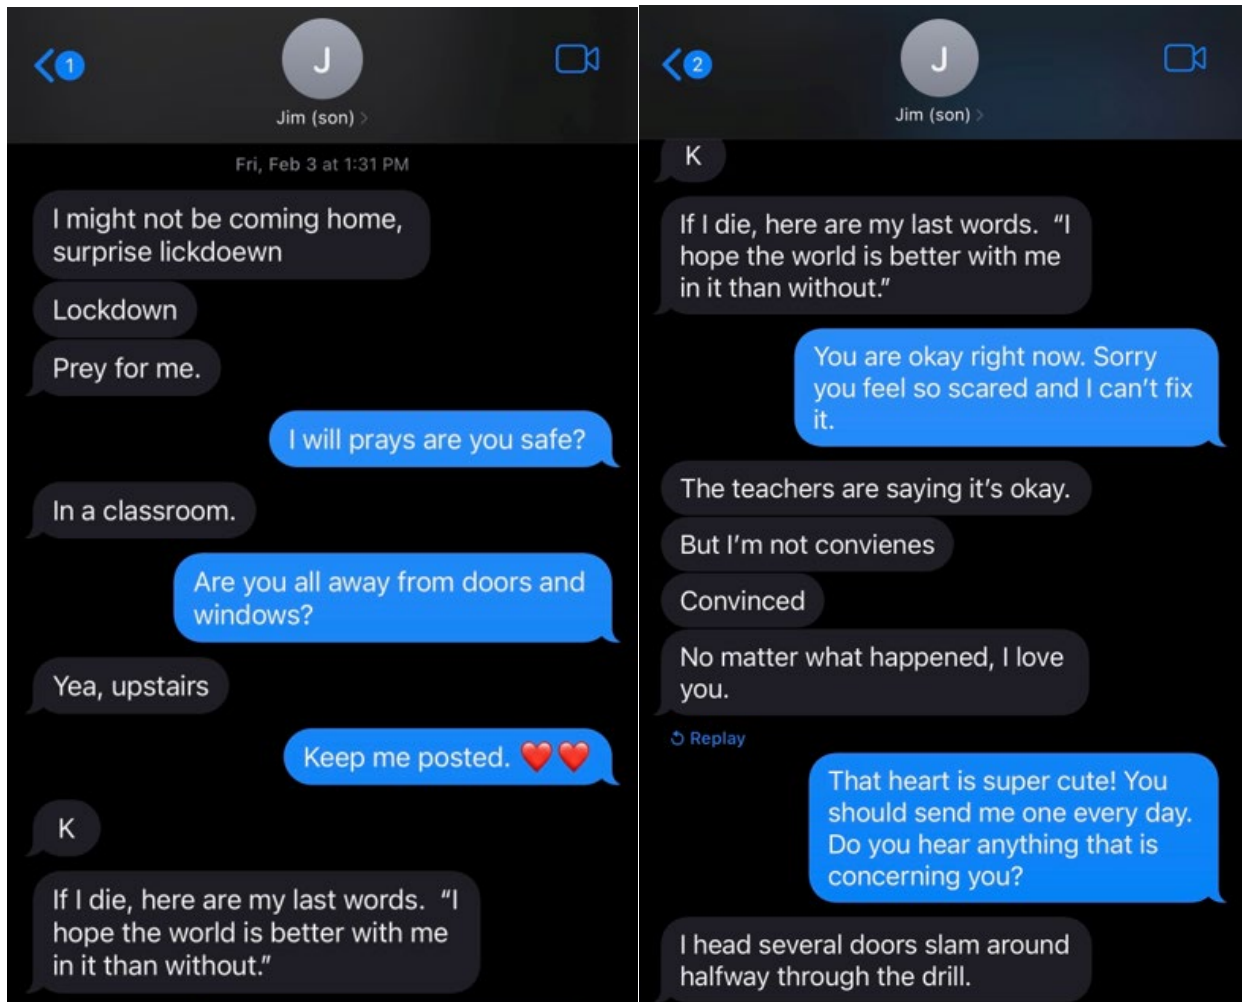 1
J
Jim (son)
Fri, Feb 3 at 1:31 PM
I might not be coming home,
surprise lickdoewn
Lockdown
Prey for me.
I will prays are you safe?
In a classroom.
Are you all away from doors and
windows?
Yea, upstairs
Keep me posted. ❤️❤️
K
If I die, here are my last words.  “I
hope the world is better with me
in it than without.”
2
J
Jim (son)
K
If I die, here are my last words.  “I
hope the world is better with me
in it than without.”
You are okay right now. Sorry
you feel so scared and I can’t fix
it.
The teachers are saying it’s okay.
But I’m not convienes
Convinced
No matter what happened, I love
you.
Replay
That heart is super cute! You
should send me one every day.
Do you hear anything that is
concerning you?
I head several doors slam around
halfway through the drill.